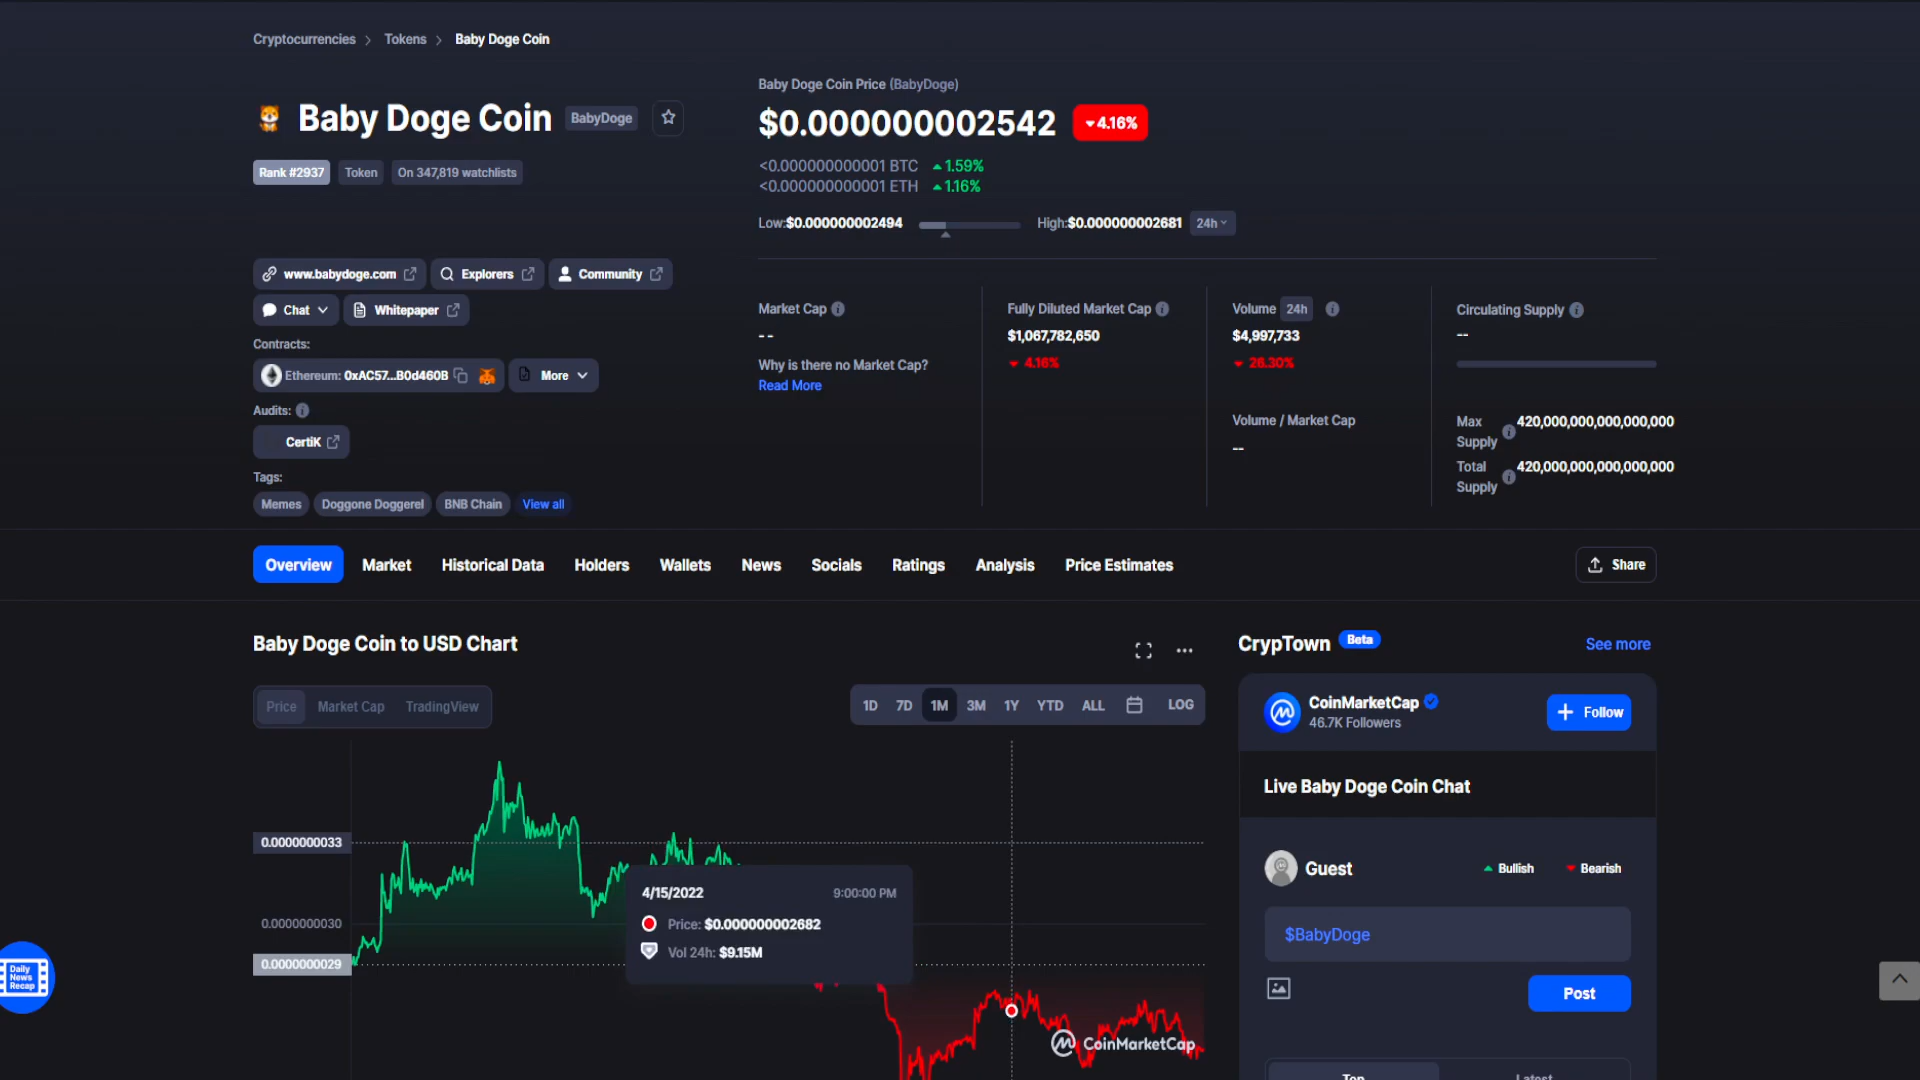 Cryptocurrencies > Tokens > Baby Doge Coin
Baby Doge Coin BabyDoge
Rank #2937 Token On 347,819 watchlists
Baby Doge Coin Price (BabyDoge)
$0.000000002542 4.16%
<0.000000000001 BTC 1.59%
<0.000000000001 ETH 1.16%
Low:$0.000000002494 High:$0.000000002681 24h
www.babydoge.com Explorers Community
Chat Whitepaper
Contracts:
Ethereum: 0xAC57...B0d460B More
Audits:
CertiK
Tags:
Memes Doggone Doggerel BNB Chain View all
Market Cap
- -
Why is there no Market Cap?
Read More
Fully Diluted Market Cap
$1,067,782,650
4.16%
Volume 24h
$4,997,733
26.30%
Volume / Market Cap
--
Circulating Supply
--
Max Supply 420,000,000,000,000,000
Total Supply 420,000,000,000,000,000
Overview Market Historical Data Holders Wallets News Socials Ratings Analysis Price Estimates Share
Baby Doge Coin to USD Chart
Price Market Cap TradingView
1D 7D 1M 3M 1Y YTD ALL LOG
0.0000000033
0.0000000030
0.0000000029
4/15/2022 9:00:00 PM
Price: $0.000000002682
Vol 24h: $9.15M
CoinMarketCap
CrypTown Beta See more
CoinMarketCap
46.7K Followers
+ Follow
Live Baby Doge Coin Chat
Guest Bullish Bearish
$BabyDoge
Post
Top Latest
Daily
News
Recap